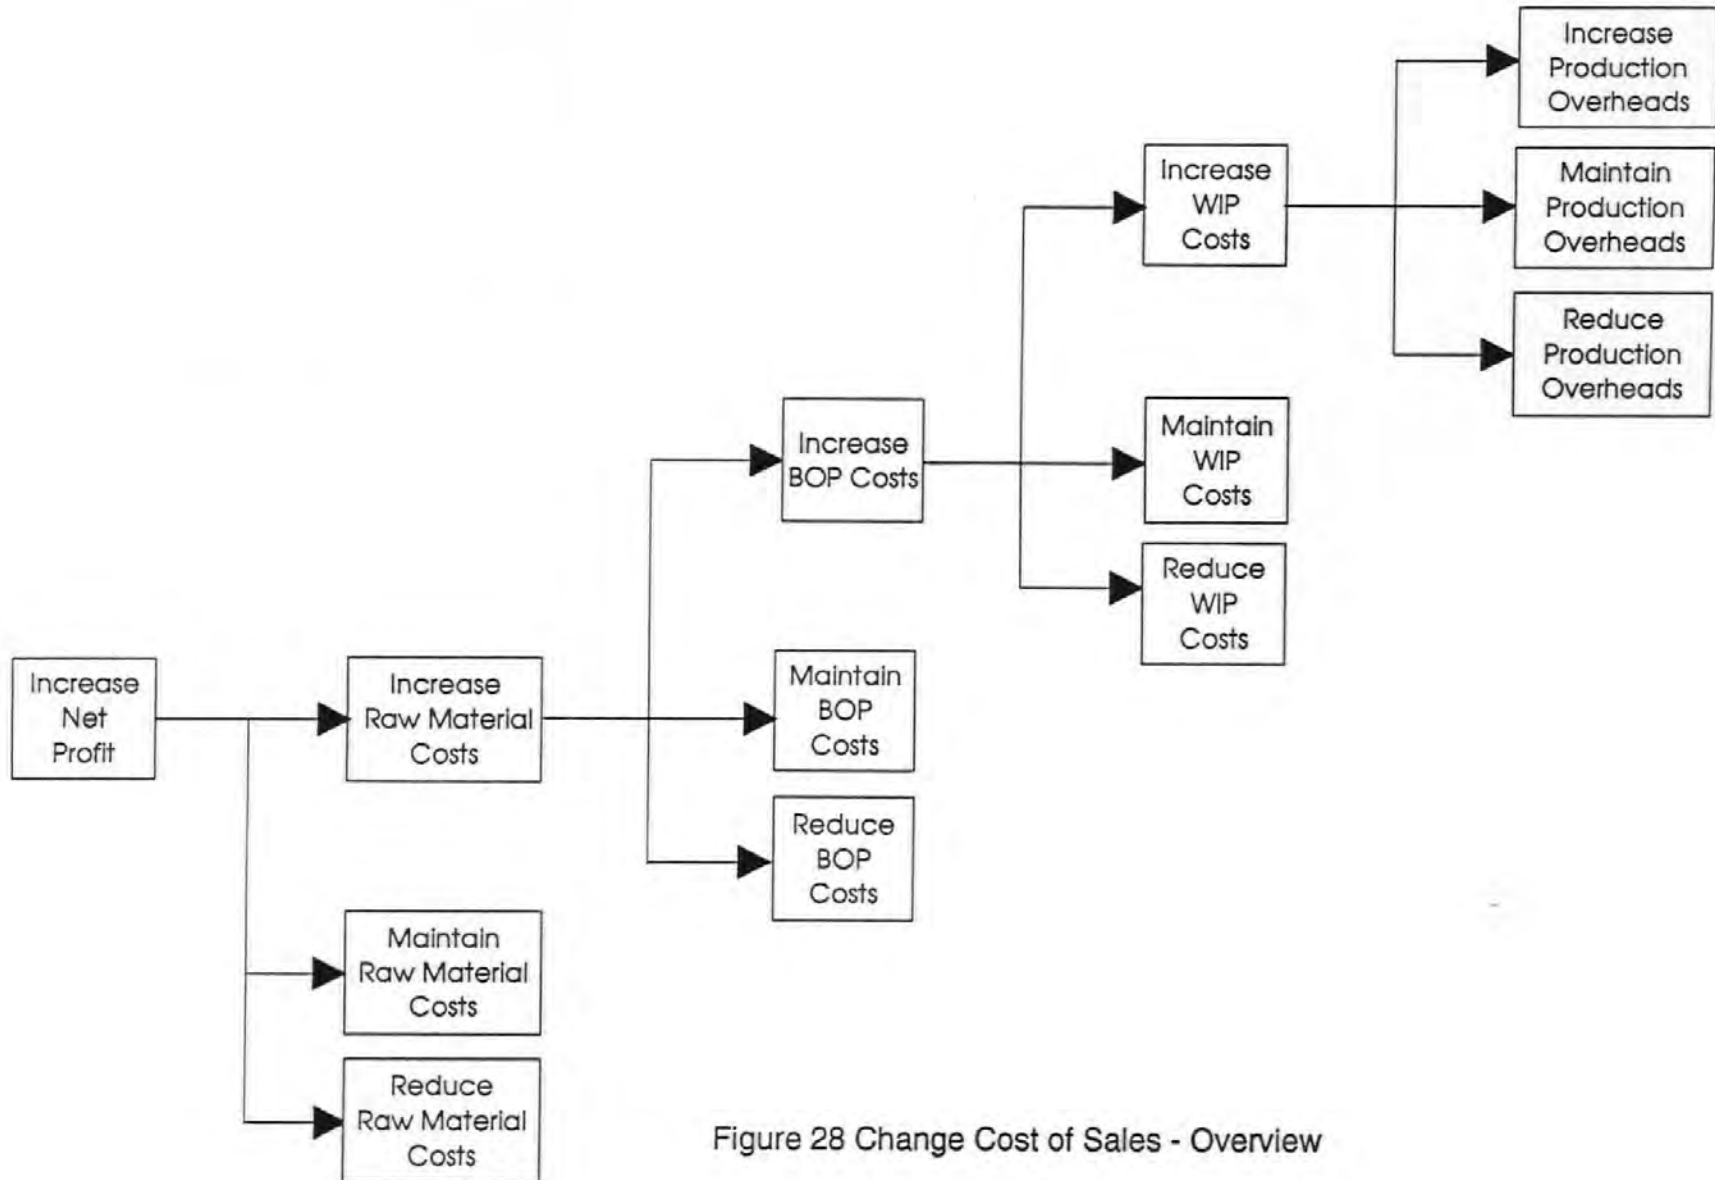 Increase
Production
Overheads
Maintain
Production
Overheads
Reduce
Production
Overheads
Increase
WIP
Costs
Maintain
WIP
Costs
Reduce
WIP
Costs
Increase
BOP Costs
Maintain
BOP
Costs
Reduce
BOP
Costs
Increase
Net
Profit
Increase
Raw Material
Costs
Maintain
Raw Material
Costs
Reduce
Raw Material
Costs
Figure 28 Change Cost of Sales - Overview